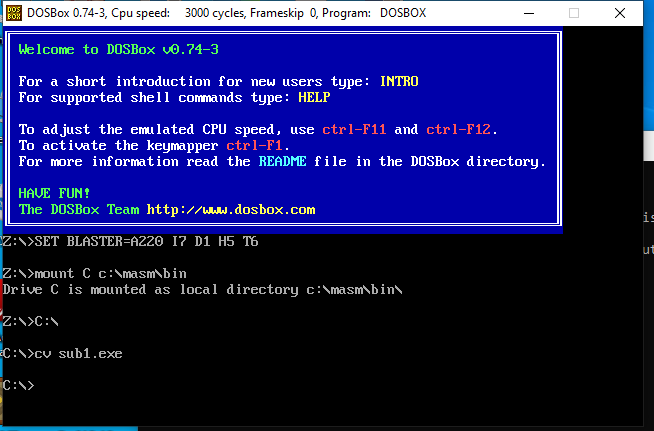 DOSBox 0.74-3, Cpu speed: 3000 cycles, Frameskip 0, Program: DOSBOX
Welcome to DOSBox v0.74-3
For a short introduction for new users type: INTRO
For supported shell commands type: HELP
To adjust the emulated CPU speed, use ctrl-F11 and ctrl-F12.
To activate the keymapper ctrl-F1.
For more information read the README file in the DOSBox directory.
HAVE FUN!
The DOSBox Team http://www.dosbox.com
Z:\>SET BLASTER=A220 I7 D1 H5 T6
Z:\>mount C c:\masm\bin
Drive C is mounted as local directory c:\masm\bin\
Z:\>C:\
C:\>cv sub1.exe
C:\>